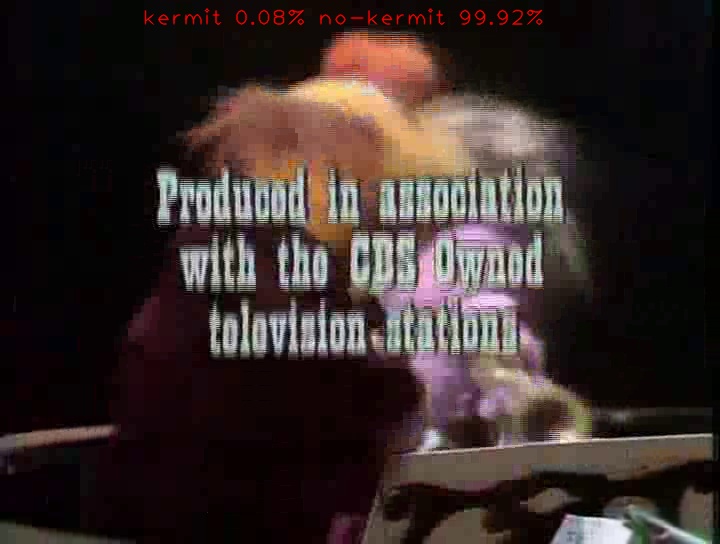 kermit 0.08% no-kermit 99.92%
Produced in association
with the CBS Owned
television stations